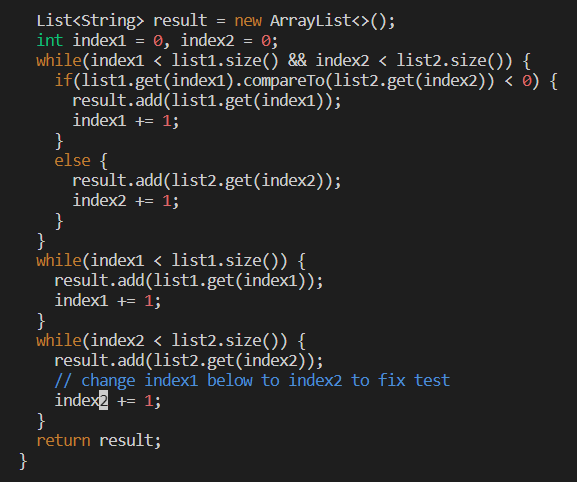 List<String> result = new ArrayList<>();
int index1 = 0, index2 = 0;
while(index1 < list1.size() && index2 < list2.size()) {
if(list1.get(index1).compareTo(list2.get(index2)) < 0) {
result.add(list1.get(index1));
index1 += 1;
}
else {
result.add(list2.get(index2));
index2 += 1;
}
}
while(index1 < list1.size()) {
result.add(list1.get(index1));
index1 += 1;
}
while(index2 < list2.size()) {
result.add(list2.get(index2));
// change index1 below to index2 to fix test
index2 += 1;
}
return result;
}